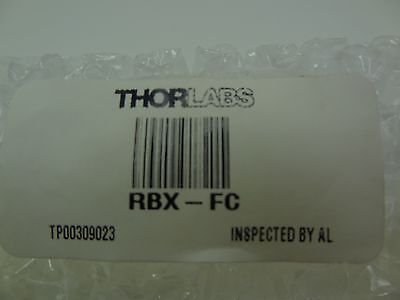 THORLABS
RBX-FC
TP00309023 INSPECTED BY AL